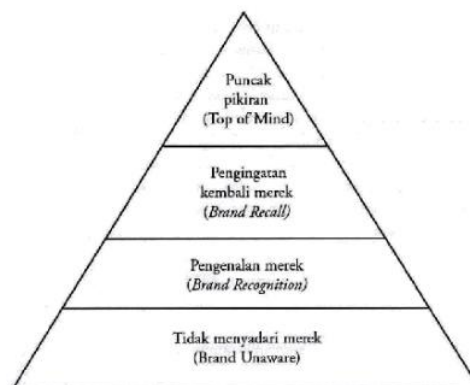 Puncak
pikiran
(Top of Mind)
Pengingatan
kembali merek
(Brand Recall)
Pengenalan merek
(Brand Recognition)
Tidak menyadari merek
(Brand Unaware)